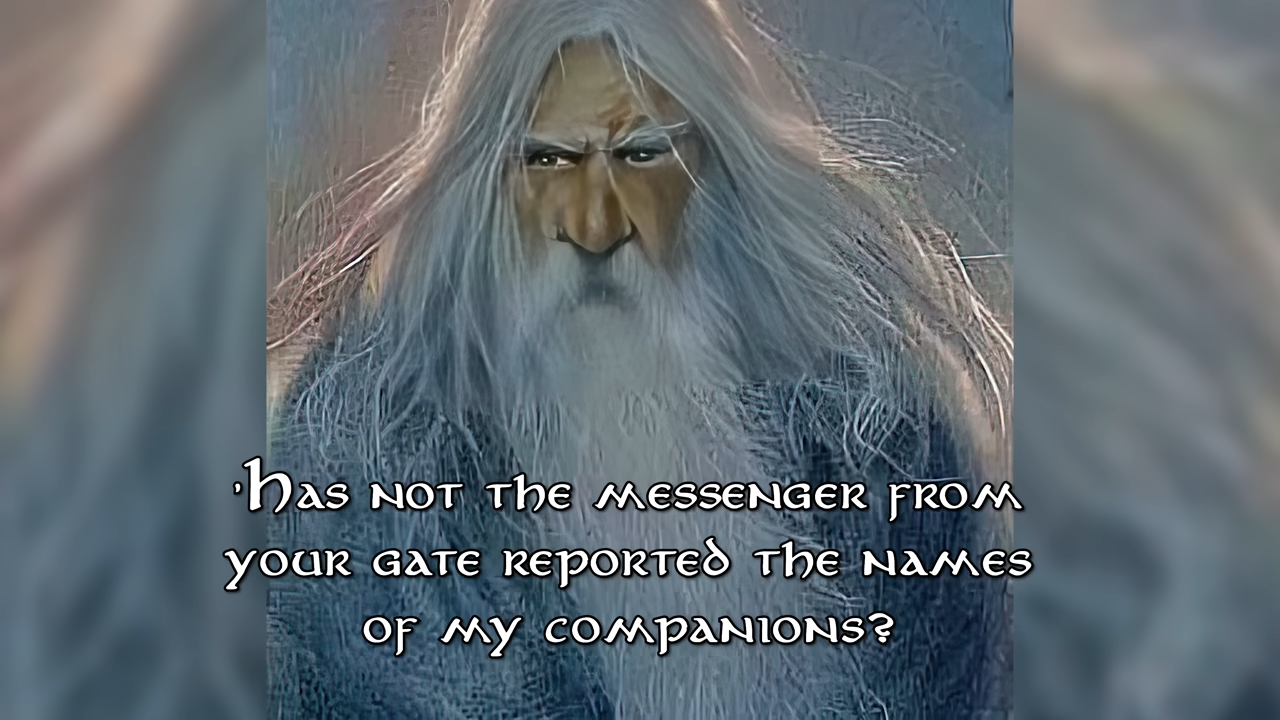 'Has not the messenger from
your gate reported the names
of my companions?